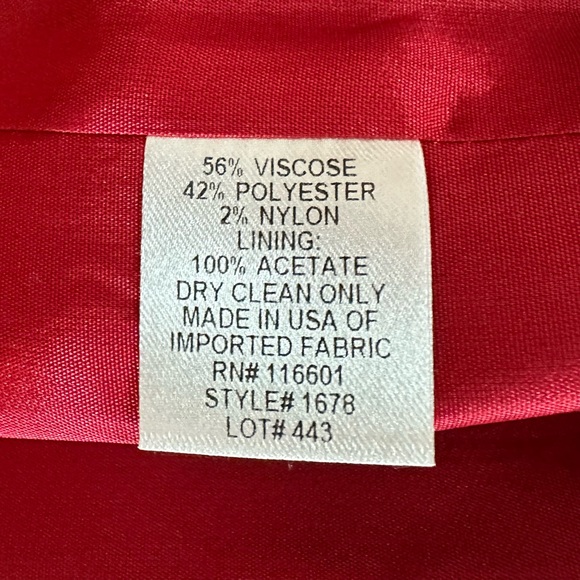 56% VISCOSE
42% POLYESTER
2% NYLON
LINING:
100% ACETATE
DRY CLEAN ONLY
MADE IN USA OF
IMPORTED FABRIC
RN# 116601
STYLE# 1678
LOT# 443